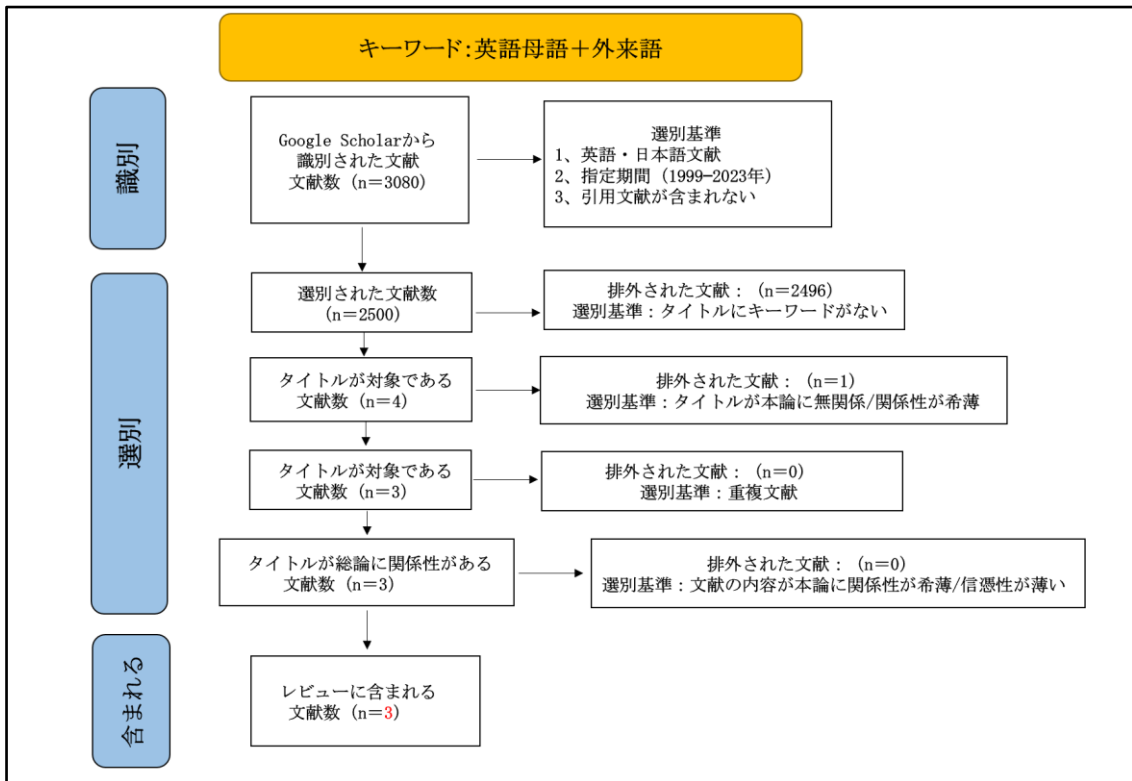 キーワード：英語母語＋外来語
識別
Google Scholarから
識別された文献
文献数 (n＝3080)
選別基準
1、英語・日本語文献
2、指定期間 (1999−2023年)
3、引用文献が含まれない
選別
選別された文献数
(n＝2500)
排外された文献： (n＝2496)
選別基準：タイトルにキーワードがない
タイトルが対象である
文献数 (n＝4)
排外された文献： (n＝1)
選別基準：タイトルが本論に無関係/関係性が希薄
タイトルが対象である
文献数 (n＝3)
排外された文献： (n＝0)
選別基準：重複文献
タイトルが総論に関係性がある
文献数 (n＝3)
排外された文献： (n＝0)
選別基準：文献の内容が本論に関係性が希薄/信憑性が薄い
含まれる
レビューに含まれる
文献数 (n＝3)